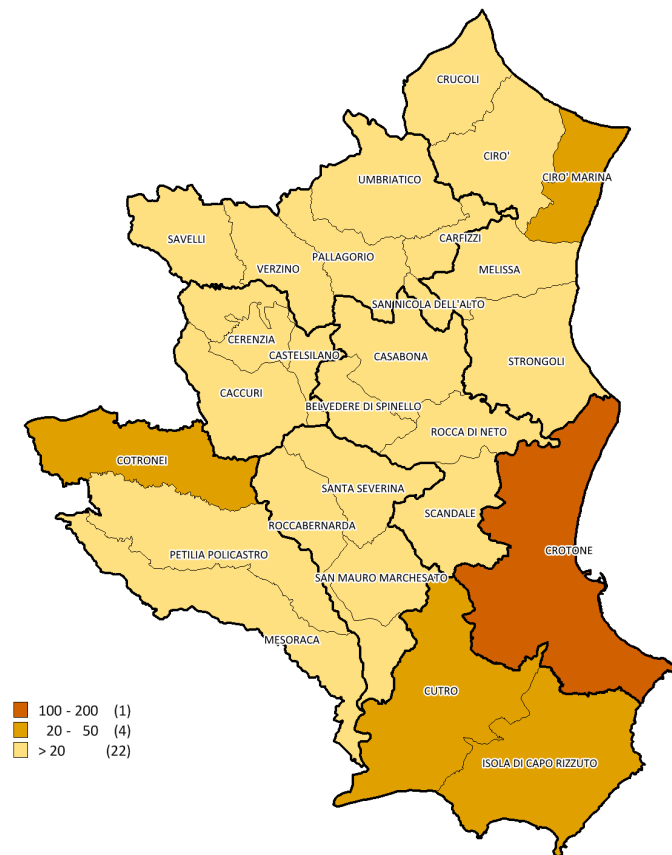 CRUCOLI
CIRO'
CIRO' MARINA
UMBRIATICO
SAVELLI
CARFIZZI
PALLAGORIO
VERZINO
MELISSA
SAN NICOLA DELL'ALTO
CERENZIA
CASTELSILANO
CASABONA
STRONGOLI
CACCURI
BELVEDERE DI SPINELLO
ROCCA DI NETO
COTRONEI
SANTA SEVERINA
SCANDALE
ROCCABERNARDA
CROTONE
PETILIA POLICASTRO
SAN MAURO MARCHESATO
MESORACA
CUTRO
ISOLA DI CAPO RIZZUTO
100 - 200 (1)
20 - 50 (4)
> 20 (22)